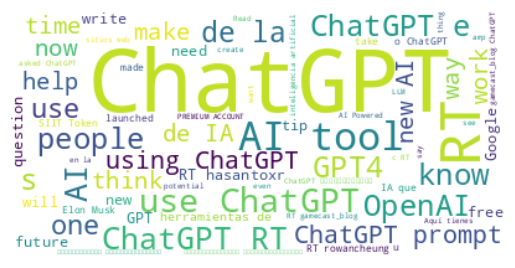 time
write
make
de la
ChatGPT
e
thing
Read
inteligencia artificial
take
o ChatGPT
amp
asked ChatGPT
now
need
create
made
ChatGPT
RT
way
work
new AI
Google
gamecast_blog ChatGPT
help
use
question
SIIT Token
launched
PREMIUM ACCOUNT
AI Powered
LLM
see
people
de IA
AI
tool
tip
say
c RT
s
AI
using ChatGPT
GPT4
know
think
RT hasantoxr
en la
potential
even
IA que
will
new
GPT
herramientas de
RT gamecast_blog
OpenAI
free
Aquí tienes
Elon Musk
one
use ChatGPT
future
ChatGPT RT
ChatGPT
prompt
RT rowancheung
u